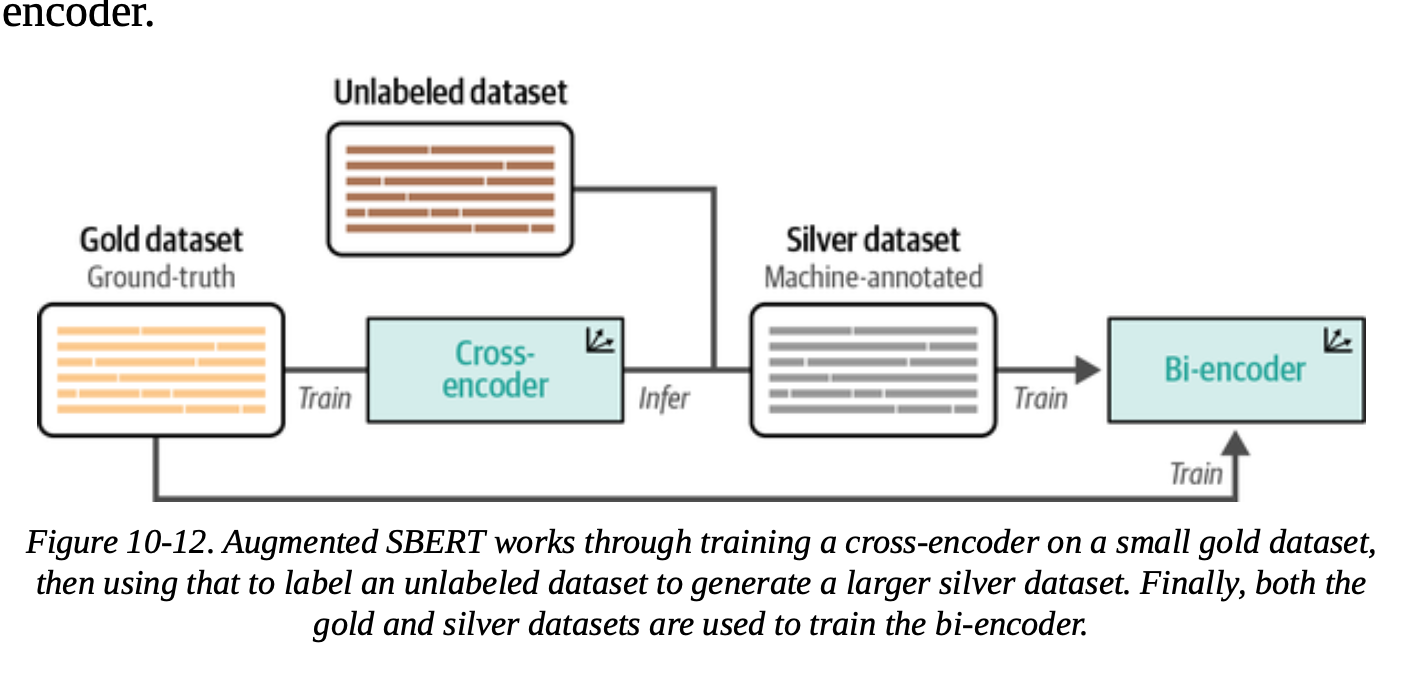 encoder.
Unlabeled dataset
Gold dataset
Ground-truth
Silver dataset
Machine-annotated
Train
Cross-
encoder
Infer
Train
Bi-encoder
Train
Figure 10-12. Augmented SBERT works through training a cross-encoder on a small gold dataset,
then using that to label an unlabeled dataset to generate a larger silver dataset. Finally, both the
gold and silver datasets are used to train the bi-encoder.